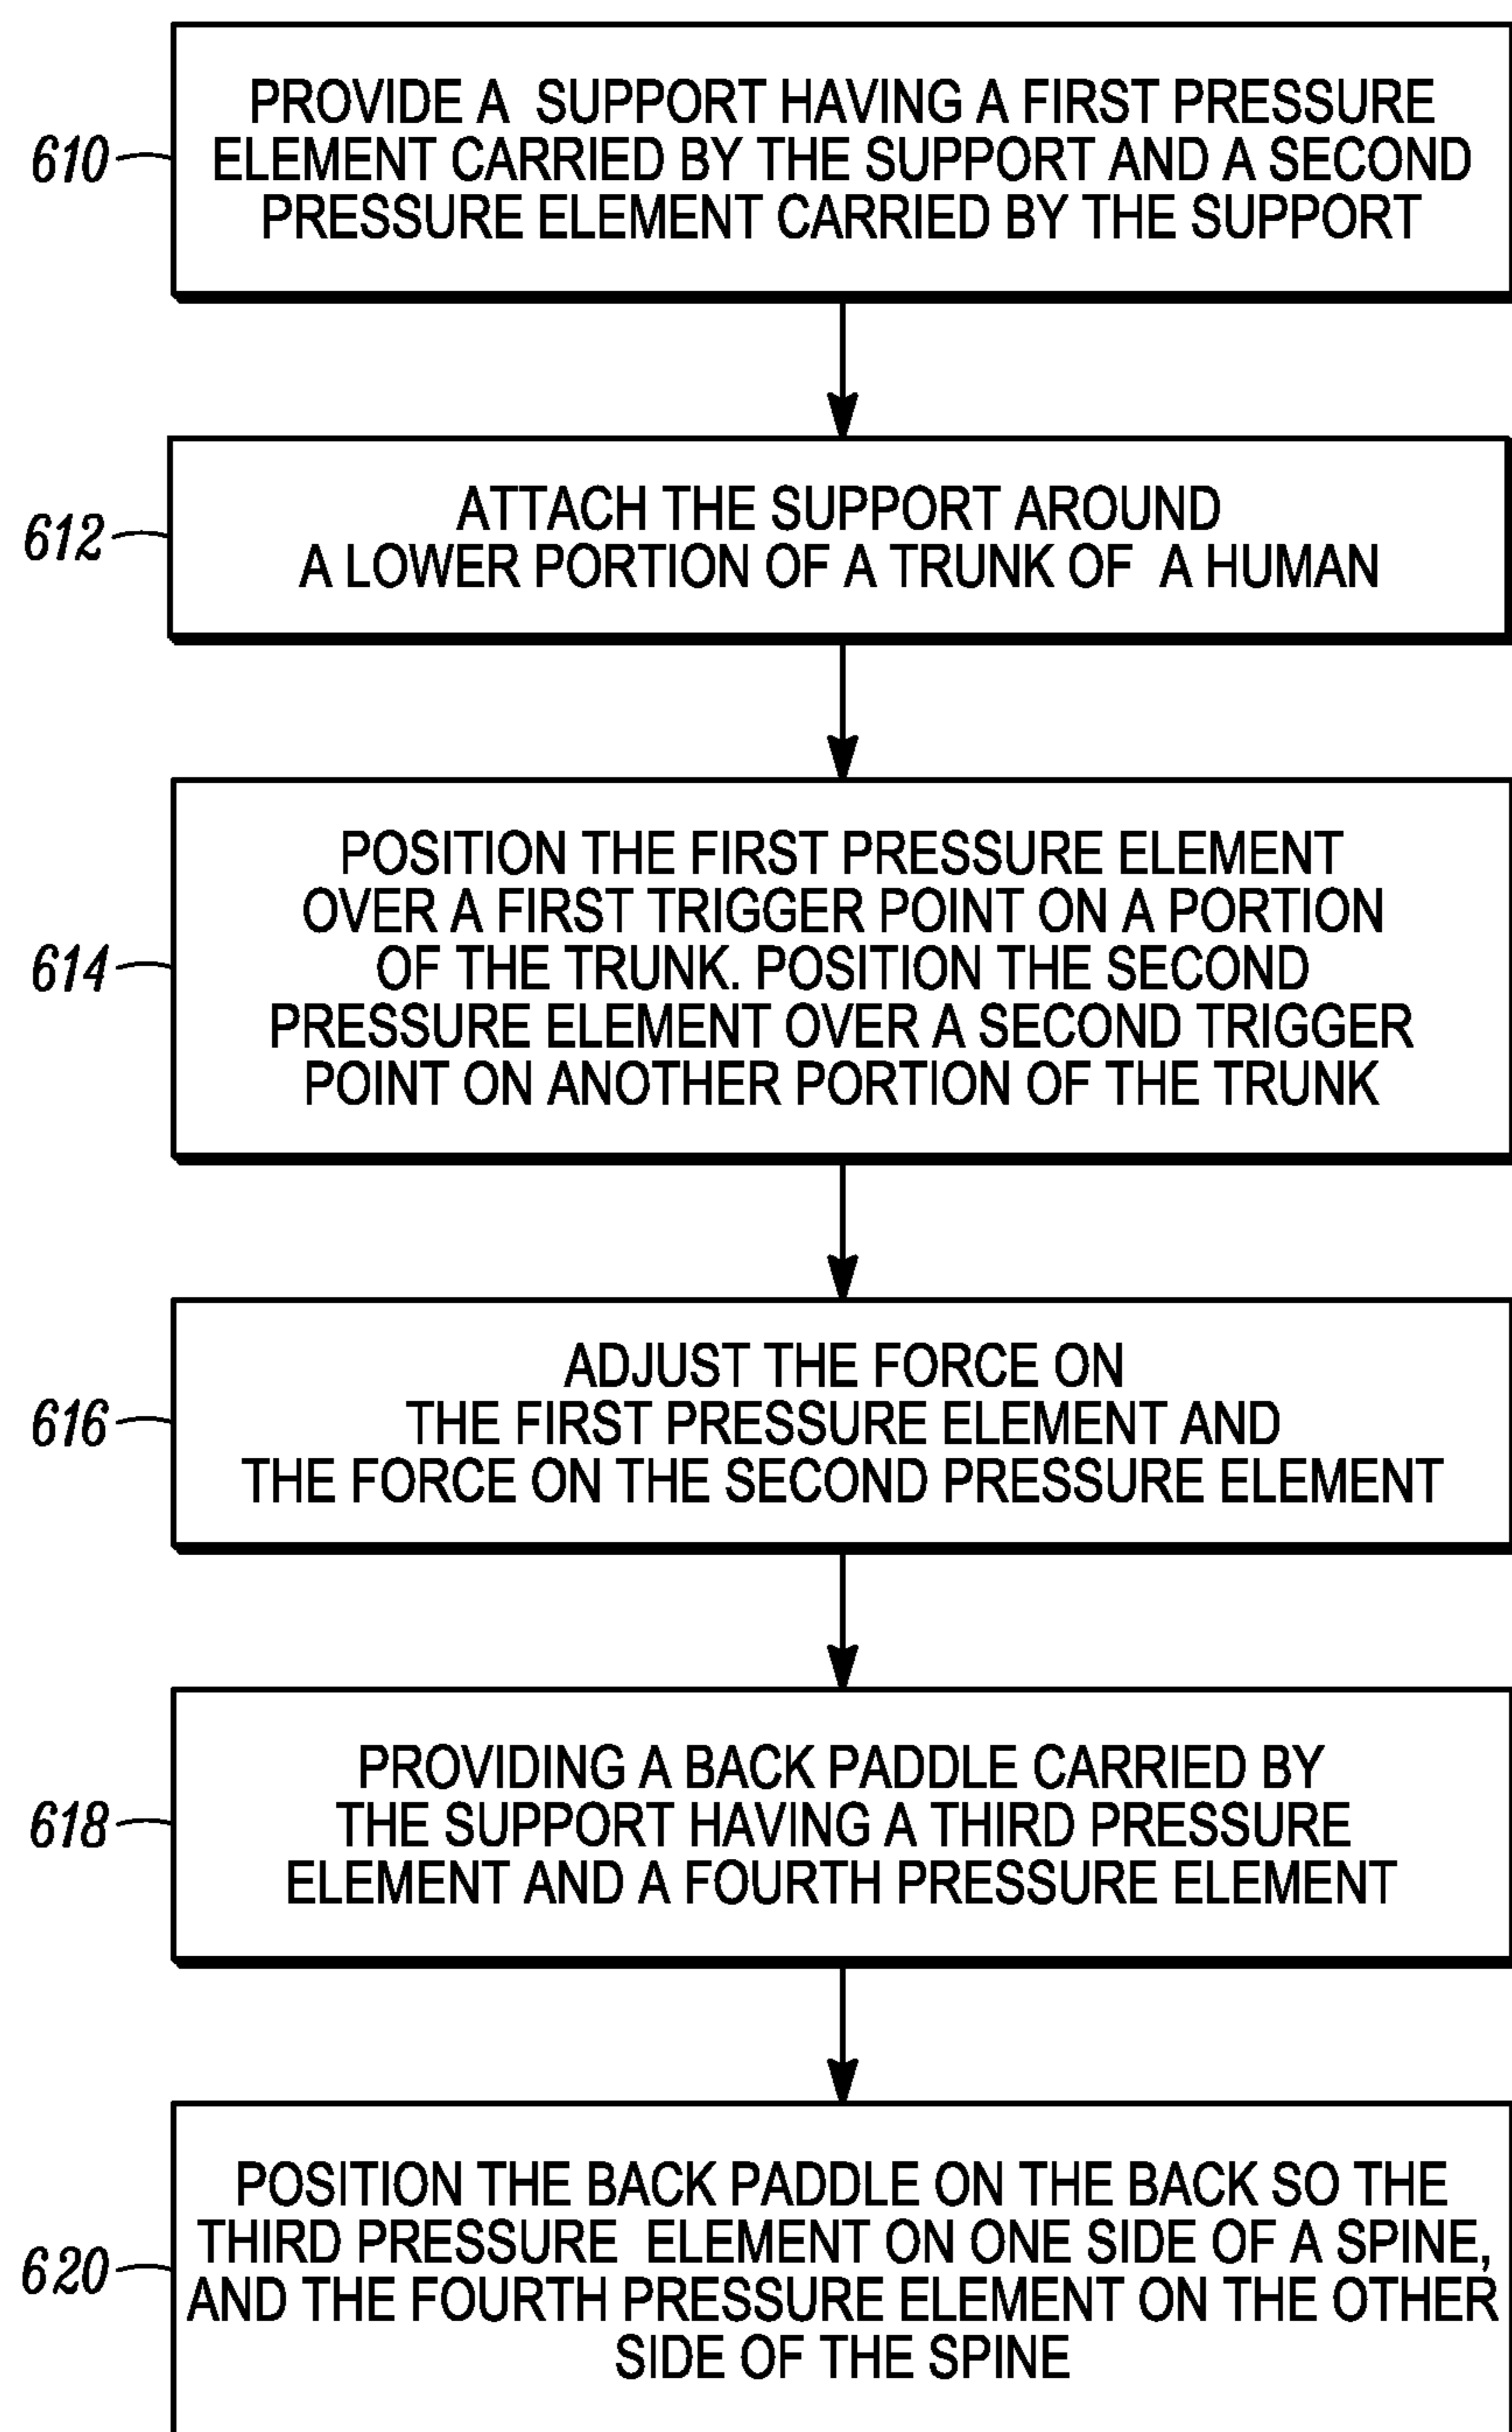 PROVIDE A SUPPORT HAVING A FIRST PRESSURE
610 ELEMENT CARRIED BY THE SUPPORT AND A SECOND
PRESSURE ELEMENT CARRIED BY THE SUPPORT
612 ATTACH THE SUPPORT AROUND
A LOWER PORTION OF A TRUNK OF A HUMAN
POSITION THE FIRST PRESSURE ELEMENT
OVER A FIRST TRIGGER POINT ON A PORTION
614 OF THE TRUNK. POSITION THE SECOND
PRESSURE ELEMENT OVER A SECOND TRIGGER
POINT ON ANOTHER PORTION OF THE TRUNK
ADJUST THE FORCE ON
616 THE FIRST PRESSURE ELEMENT AND
THE FORCE ON THE SECOND PRESSURE ELEMENT
PROVIDING A BACK PADDLE CARRIED BY
618 THE SUPPORT HAVING A THIRD PRESSURE
ELEMENT AND A FOURTH PRESSURE ELEMENT
POSITION THE BACK PADDLE ON THE BACK SO THE
THIRD PRESSURE ELEMENT ON ONE SIDE OF A SPINE,
620 AND THE FOURTH PRESSURE ELEMENT ON THE OTHER
SIDE OF THE SPINE